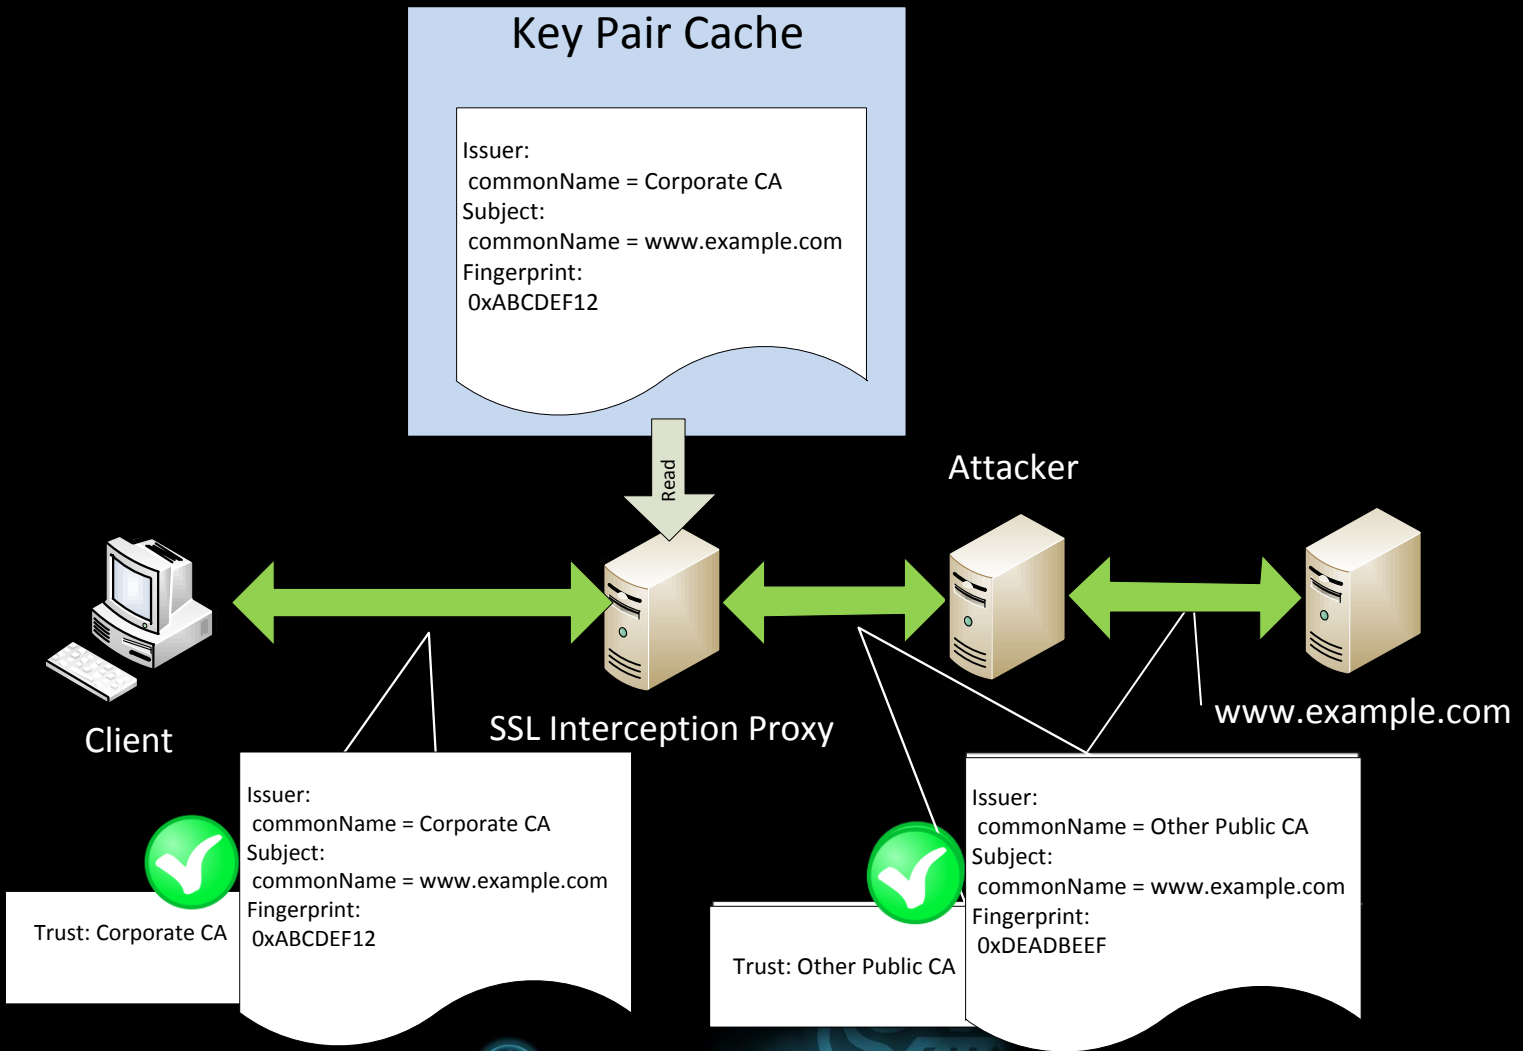 Key Pair Cache
Issuer:
commonName = Corporate CA
Subject:
commonName = www.example.com
Fingerprint:
0xABCDEF12
Read
Attacker
Client
SSL Interception Proxy
www.example.com
Issuer:
commonName = Corporate CA
Subject:
commonName = www.example.com
Fingerprint:
0xABCDEF12
Trust: Corporate CA
Issuer:
commonName = Other Public CA
Subject:
commonName = www.example.com
Fingerprint:
0xDEADBEEF
Trust: Other Public CA